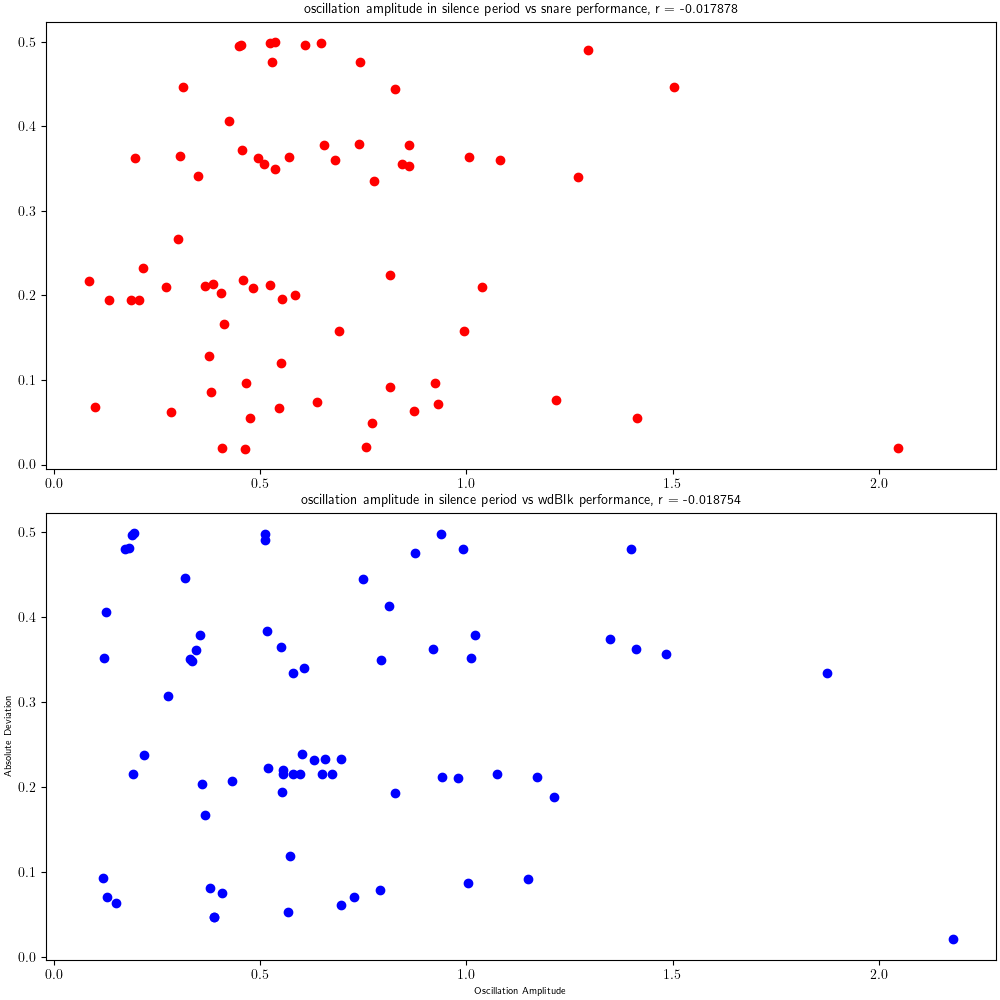 oscillation amplitude in silence period vs snare performance, r = -0.017878
0.5
0.4
0.3
0.2
0.1
0.0
0.0 0.5 1.0 1.5 2.0
oscillation amplitude in silence period vs wdBlk performance, r = -0.018754
Absolute Deviation
0.5
0.4
0.3
0.2
0.1
0.0
0.0 0.5 1.0 1.5 2.0
Oscillation Amplitude